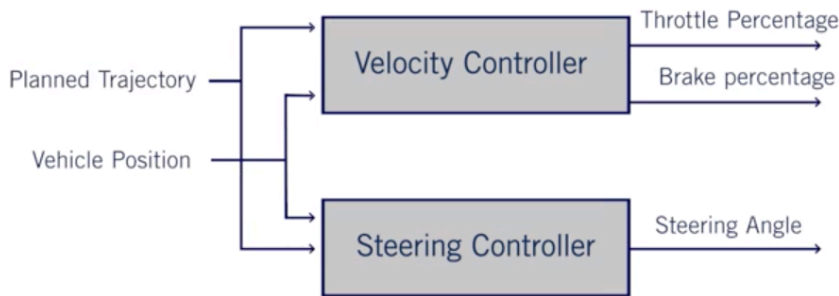 Throttle Percentage
Velocity Controller
Planned Trajectory
Brake percentage
Vehicle Position
Steering Controller
Steering Angle